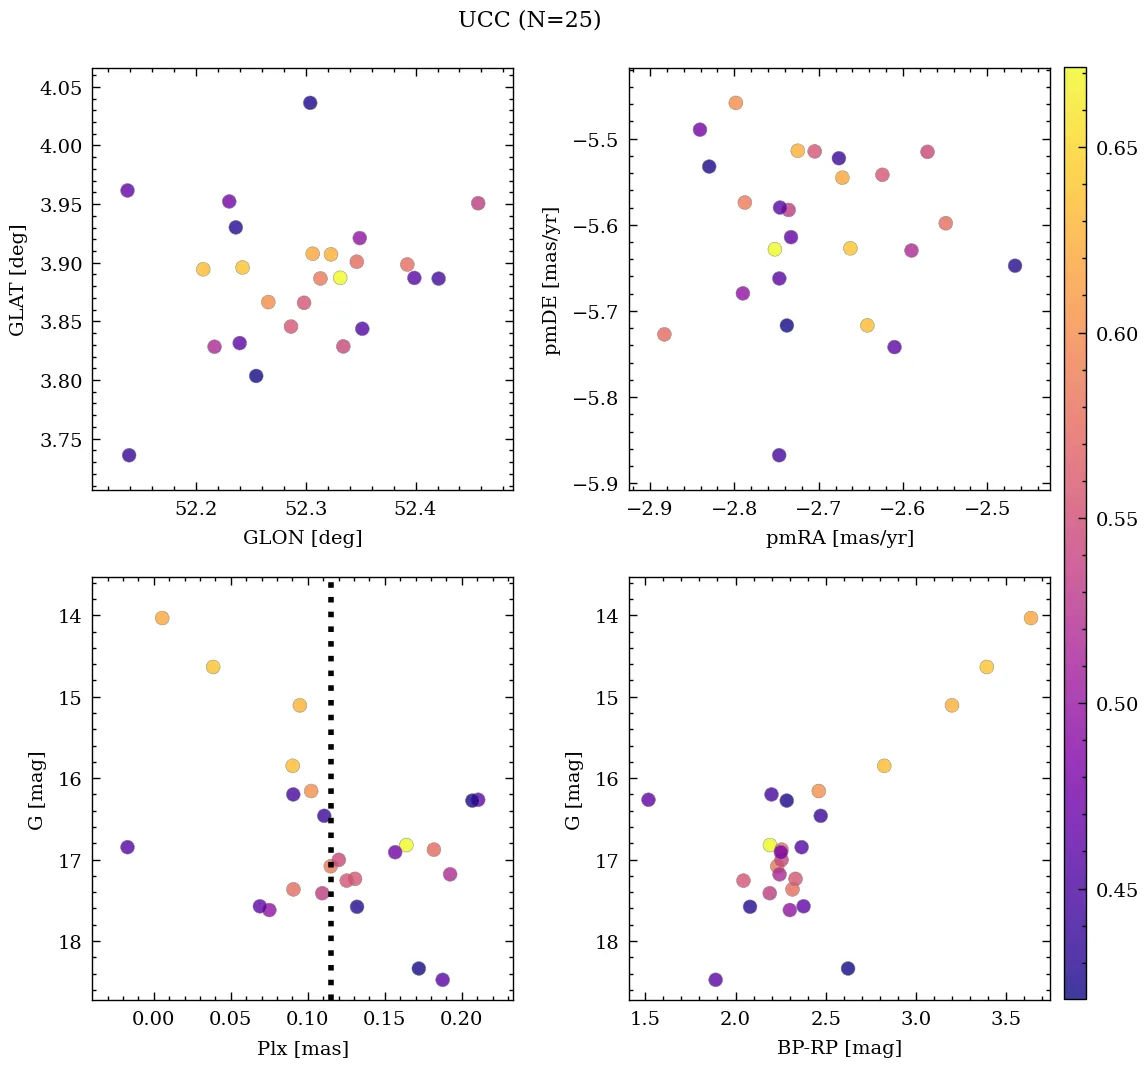 UCC (N=25)
4.05
4.00
3.95
3.90
3.85
3.80
3.75
GLAT [deg]
52.2 52.3 52.4
GLON [deg]
−5.5
−5.6
−5.7
−5.8
−5.9
pmDE [mas/yr]
−2.9 −2.8 −2.7 −2.6 −2.5
pmRA [mas/yr]
0.65
0.60
0.55
0.50
0.45
14
15
16
17
18
G [mag]
0.00 0.05 0.10 0.15 0.20
Plx [mas]
14
15
16
17
18
G [mag]
1.5 2.0 2.5 3.0 3.5
BP-RP [mag]